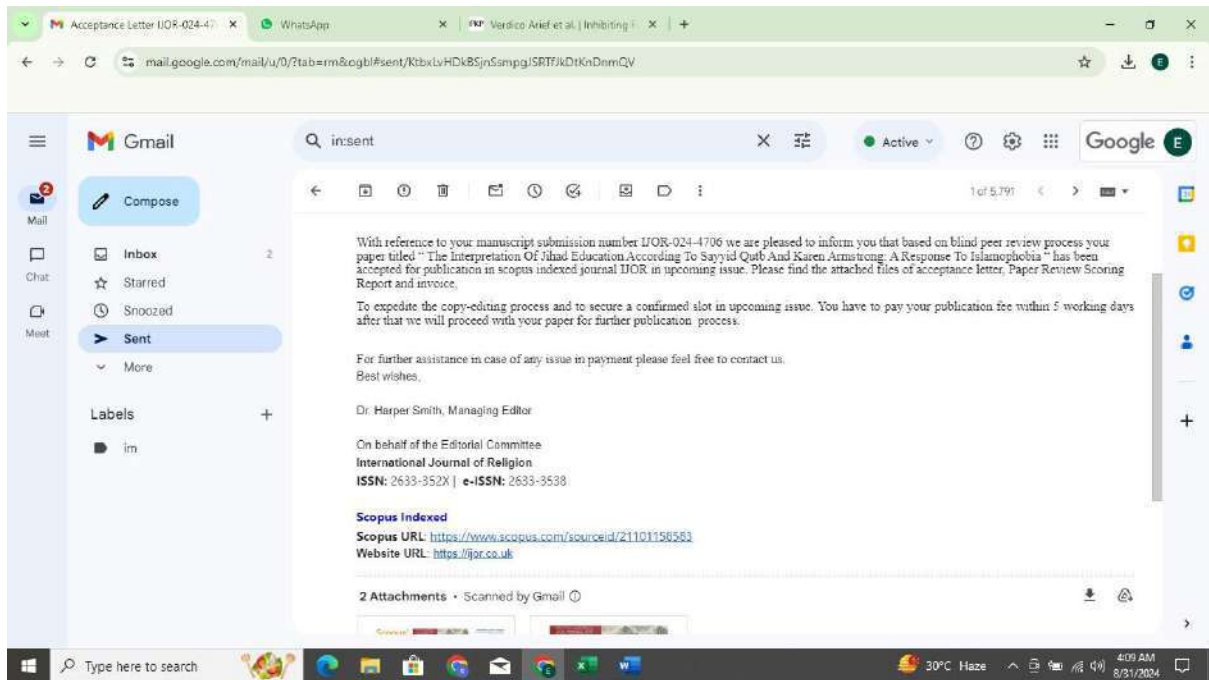 Acceptance Letter IJOR-024-47
WhatsApp
Verdico Arief et al. | Inhibiting
mail.google.com/mail/u/0/?tab=rm&ogbl#sent/KtbxLvHDkBSjnSsmpgJSRTfJkDtKnDnmQV
Gmail
in:sent
Active
Google
E
2
Mail
Chat
Meet
Compose
Inbox 2
Starred
Snoozed
Sent
More
Labels
im
1 of 5.791
With reference to your manuscript submission number IJOR-024-4706 we are pleased to inform you that based on blind peer review process your
paper titled “ The Interpretation Of Jihad Education According To Sayyid Qutb And Karen Armstrong: A Response To Islamophobia “ has been
accepted for publication in scopus indexed journal IJOR in upcoming issue. Please find the attached files of acceptance letter, Paper Review Scoring
Report and invoice.
To expedite the copy-editing process and to secure a confirmed slot in upcoming issue. You have to pay your publication fee within 5 working days
after that we will proceed with your paper for further publication process.
For further assistance in case of any issue in payment please feel free to contact us.
Best wishes,
Dr. Harper Smith, Managing Editor
On behalf of the Editorial Committee
International Journal of Religion
ISSN: 2633-352X | e-ISSN: 2633-3538
Scopus Indexed
Scopus URL: https://www.scopus.com/sourceid/21101158583
Website URL: https://ijor.co.uk
2 Attachments • Scanned by Gmail
Type here to search
30°C Haze
4:09 AM
8/31/2024